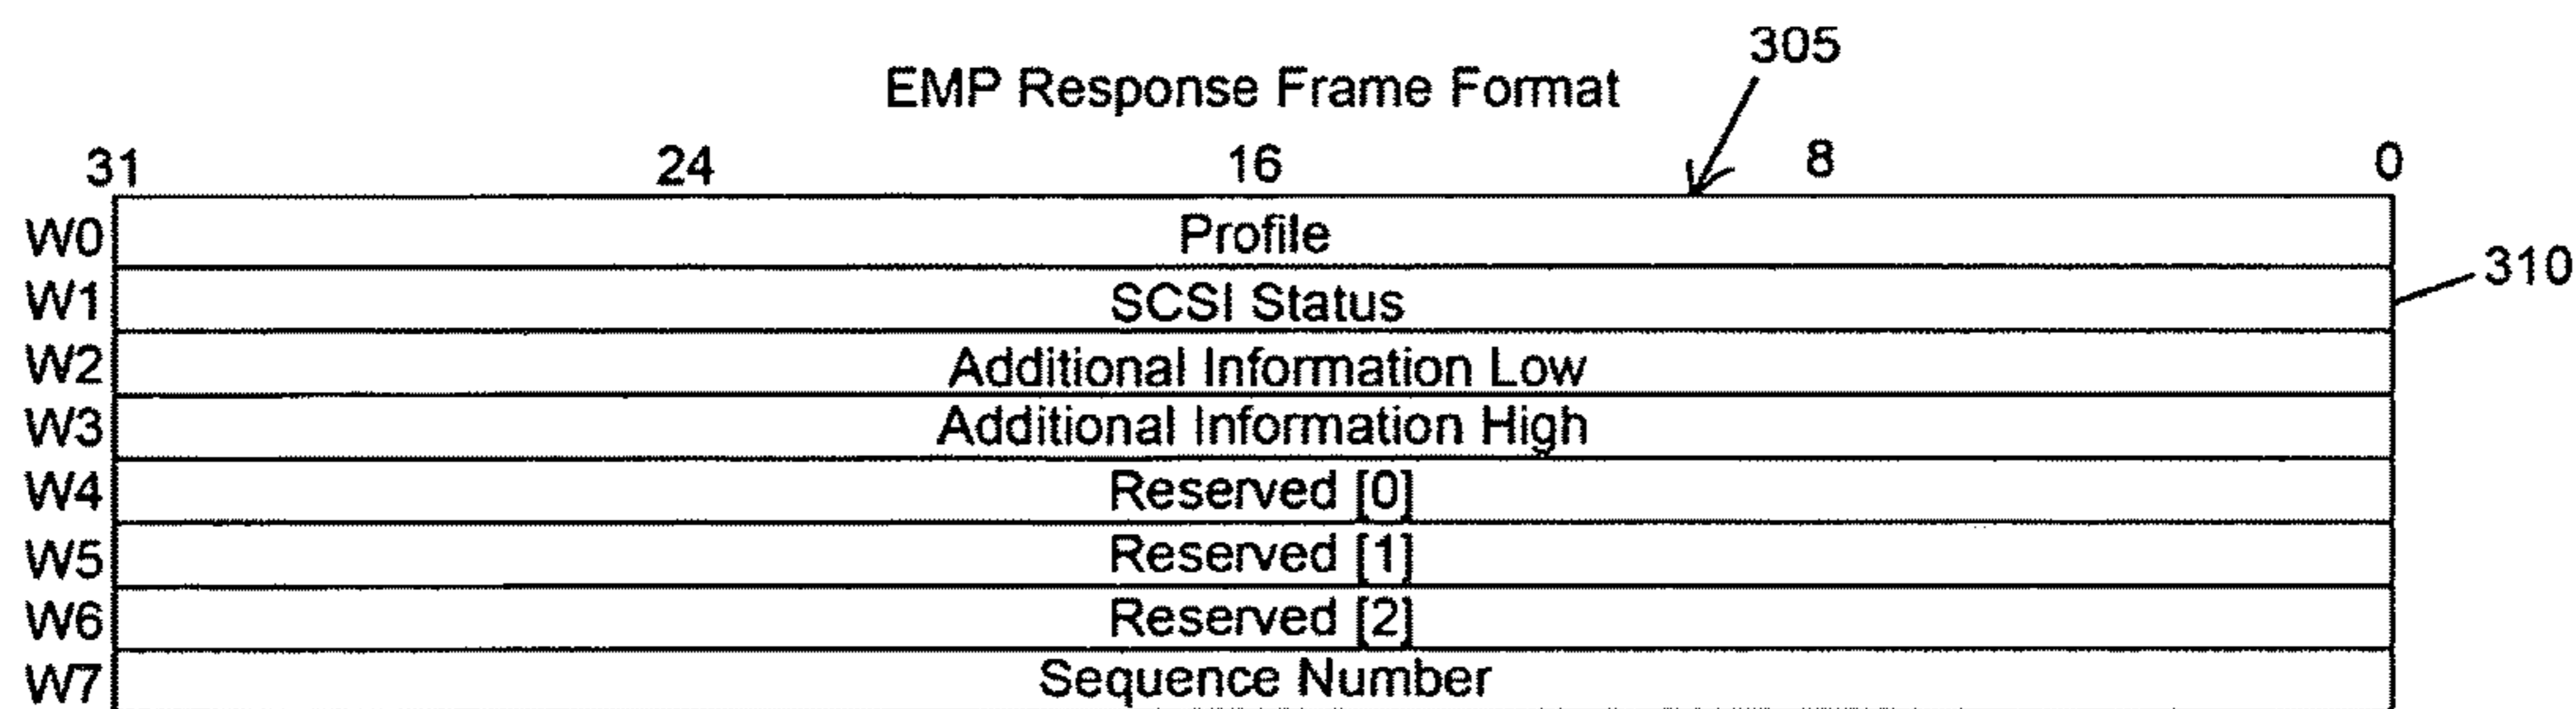 305
EMP Response Frame Format
31 24 16 8 0
W0 Profile
W1 SCSI Status 310
W2 Additional Information Low
W3 Additional Information High
W4 Reserved [0]
W5 Reserved [1]
W6 Reserved [2]
W7 Sequence Number